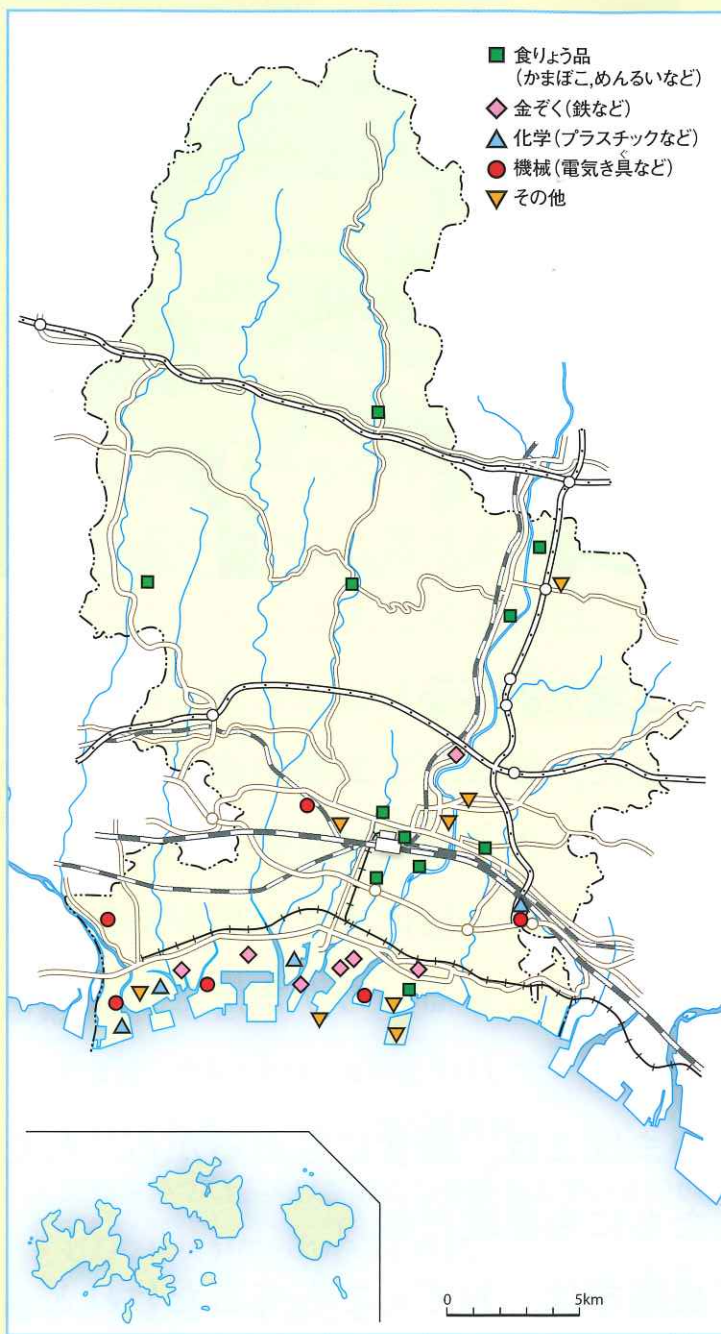 食りょう品
(かまぼこ,めんるいなど)
金ぞく(鉄など)
化学(プラスチックなど)
ぐ
機械(電気き具など)
その他
0 5km